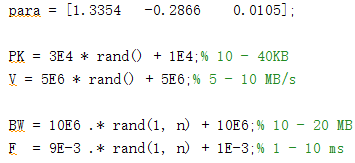 para = [1.3354 -0.2866 0.0105];
PK = 3E4 * rand() + 1E4;% 10 - 40KB
V = 5E6 * rand() + 5E6;% 5 - 10 MB/s
BW = 10E6 .* rand(1, n) + 10E6;% 10 - 20 MB
F = 9E-3 .* rand(1, n) + 1E-3;% 1 - 10 ms